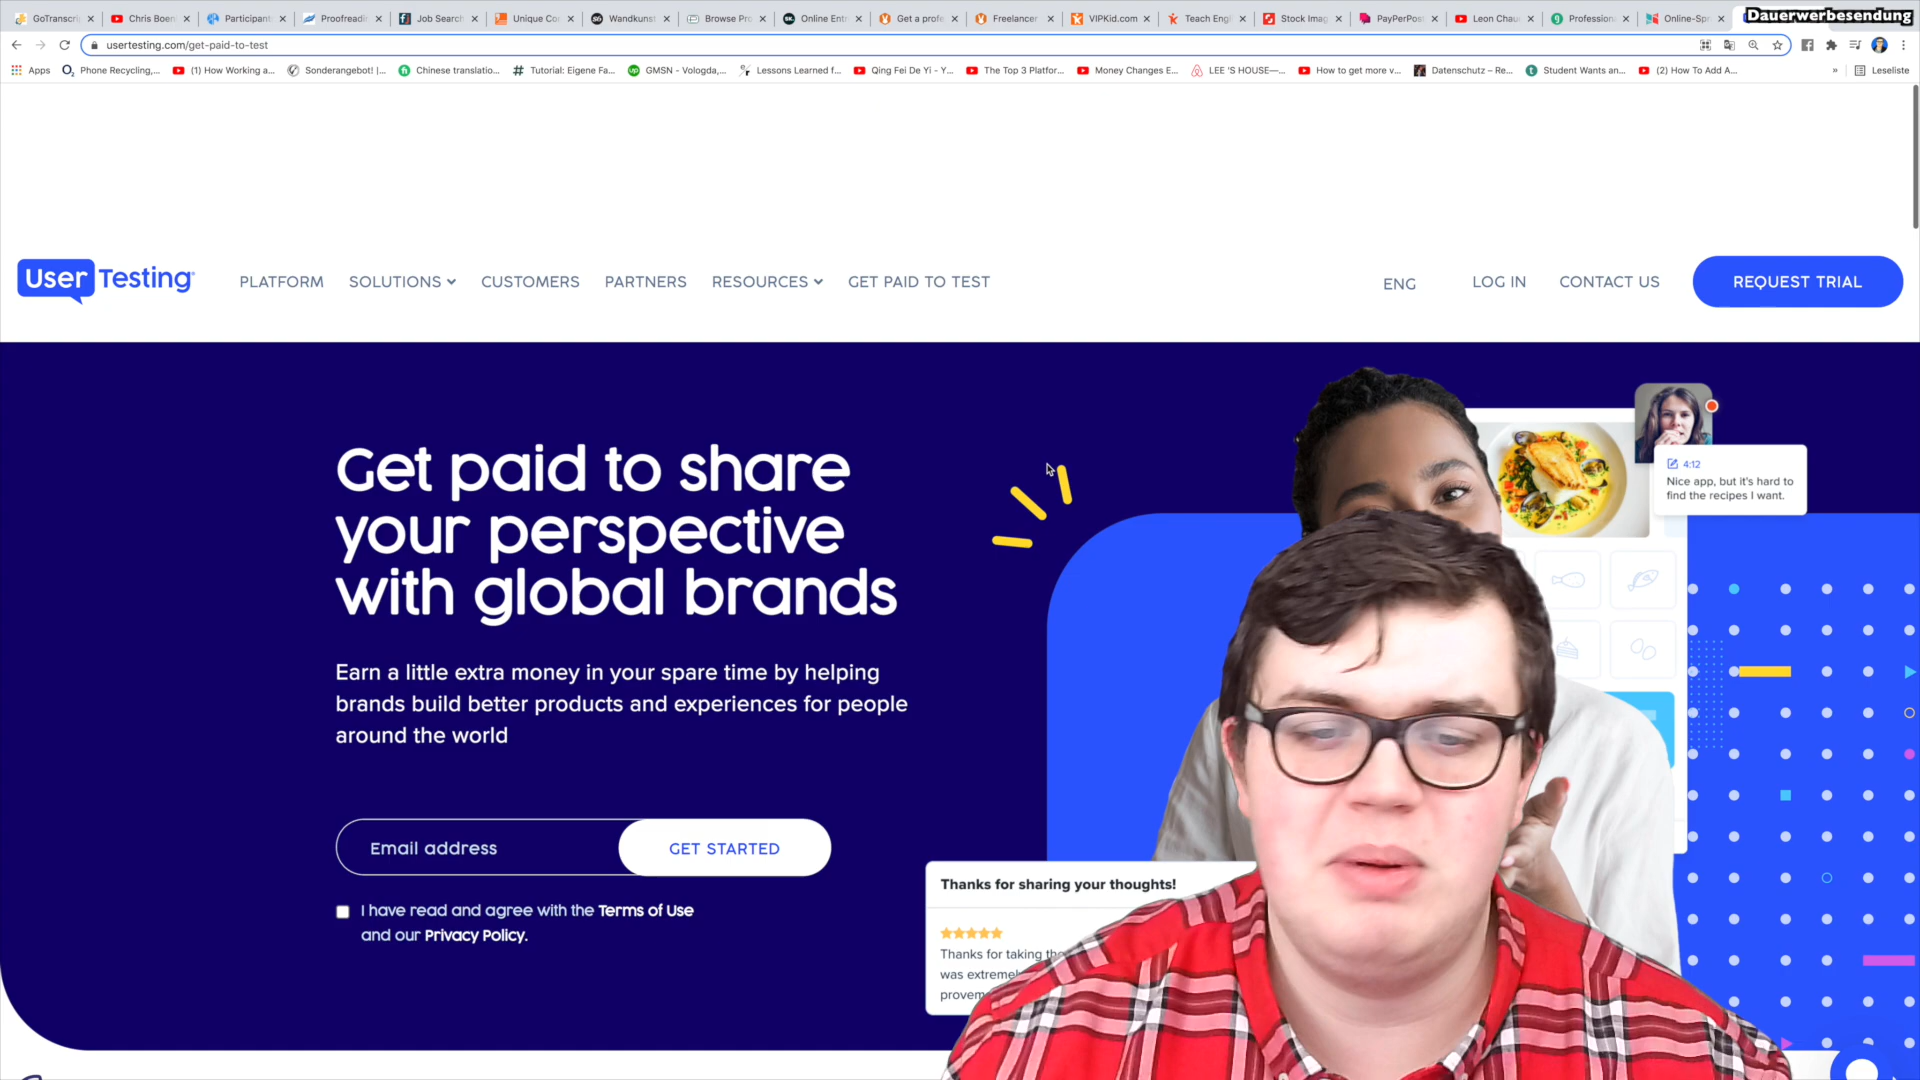 GoTranscrip
Chris Boen
Participant
Proofreadi
Job Search
Unique Co
Wandkunst
Browse Pro
Online Entr
Get a profe
Freelancer
VIPKid.com
Teach Engl
Stock Imag
PayPerPost
Leon Chau
Profession
Online-Spr
Dauerwerbesendung
usertesting.com/get-paid-to-test
Apps
Phone Recycling,...
(1) How Working a...
Sonderangebot! |...
Chinese translatio...
Tutorial: Eigene Fa...
GMSN - Vologda,...
Lessons Learned f...
Qing Fei De Yi - Y...
The Top 3 Platfor...
Money Changes E...
LEE 'S HOUSE—...
How to get more v...
Datenschutz – Re...
Student Wants an...
(2) How To Add A...
»
Leseliste
User Testing
PLATFORM
SOLUTIONS
CUSTOMERS
PARTNERS
RESOURCES
GET PAID TO TEST
ENG
LOG IN
CONTACT US
REQUEST TRIAL
Get paid to share
your perspective
with global brands
Earn a little extra money in your spare time by helping
brands build better products and experiences for people
around the world
Email address
GET STARTED
I have read and agree with the Terms of Use
and our Privacy Policy.
4:12
Nice app, but it's hard to
find the recipes I want.
Thanks for sharing your thoughts!
Thanks for taking the
was extremel
provem